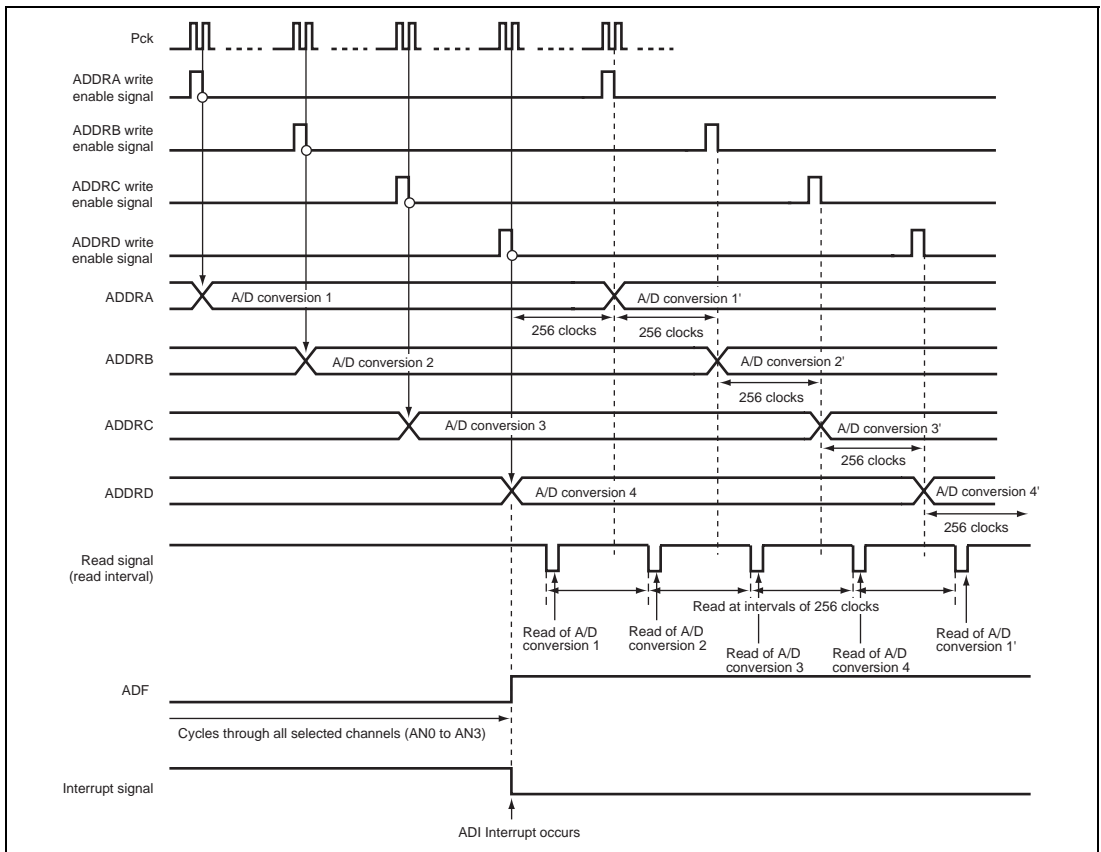 Pck
ADDRA write
enable signal
ADDRB write
enable signal
ADDRC write
enable signal
ADDRD write
enable signal
ADDRA
A/D conversion 1
A/D conversion 1'
256 clocks
256 clocks
ADDRB
A/D conversion 2
A/D conversion 2'
256 clocks
ADDRC
A/D conversion 3
A/D conversion 3'
256 clocks
ADDRD
A/D conversion 4
A/D conversion 4'
256 clocks
Read signal
(read interval)
Read at intervals of 256 clocks
Read of A/D
conversion 1
Read of A/D
conversion 2
Read of A/D
conversion 3
Read of A/D
conversion 4
Read of A/D
conversion 1'
ADF
Cycles through all selected channels (AN0 to AN3)
Interrupt signal
ADI Interrupt occurs